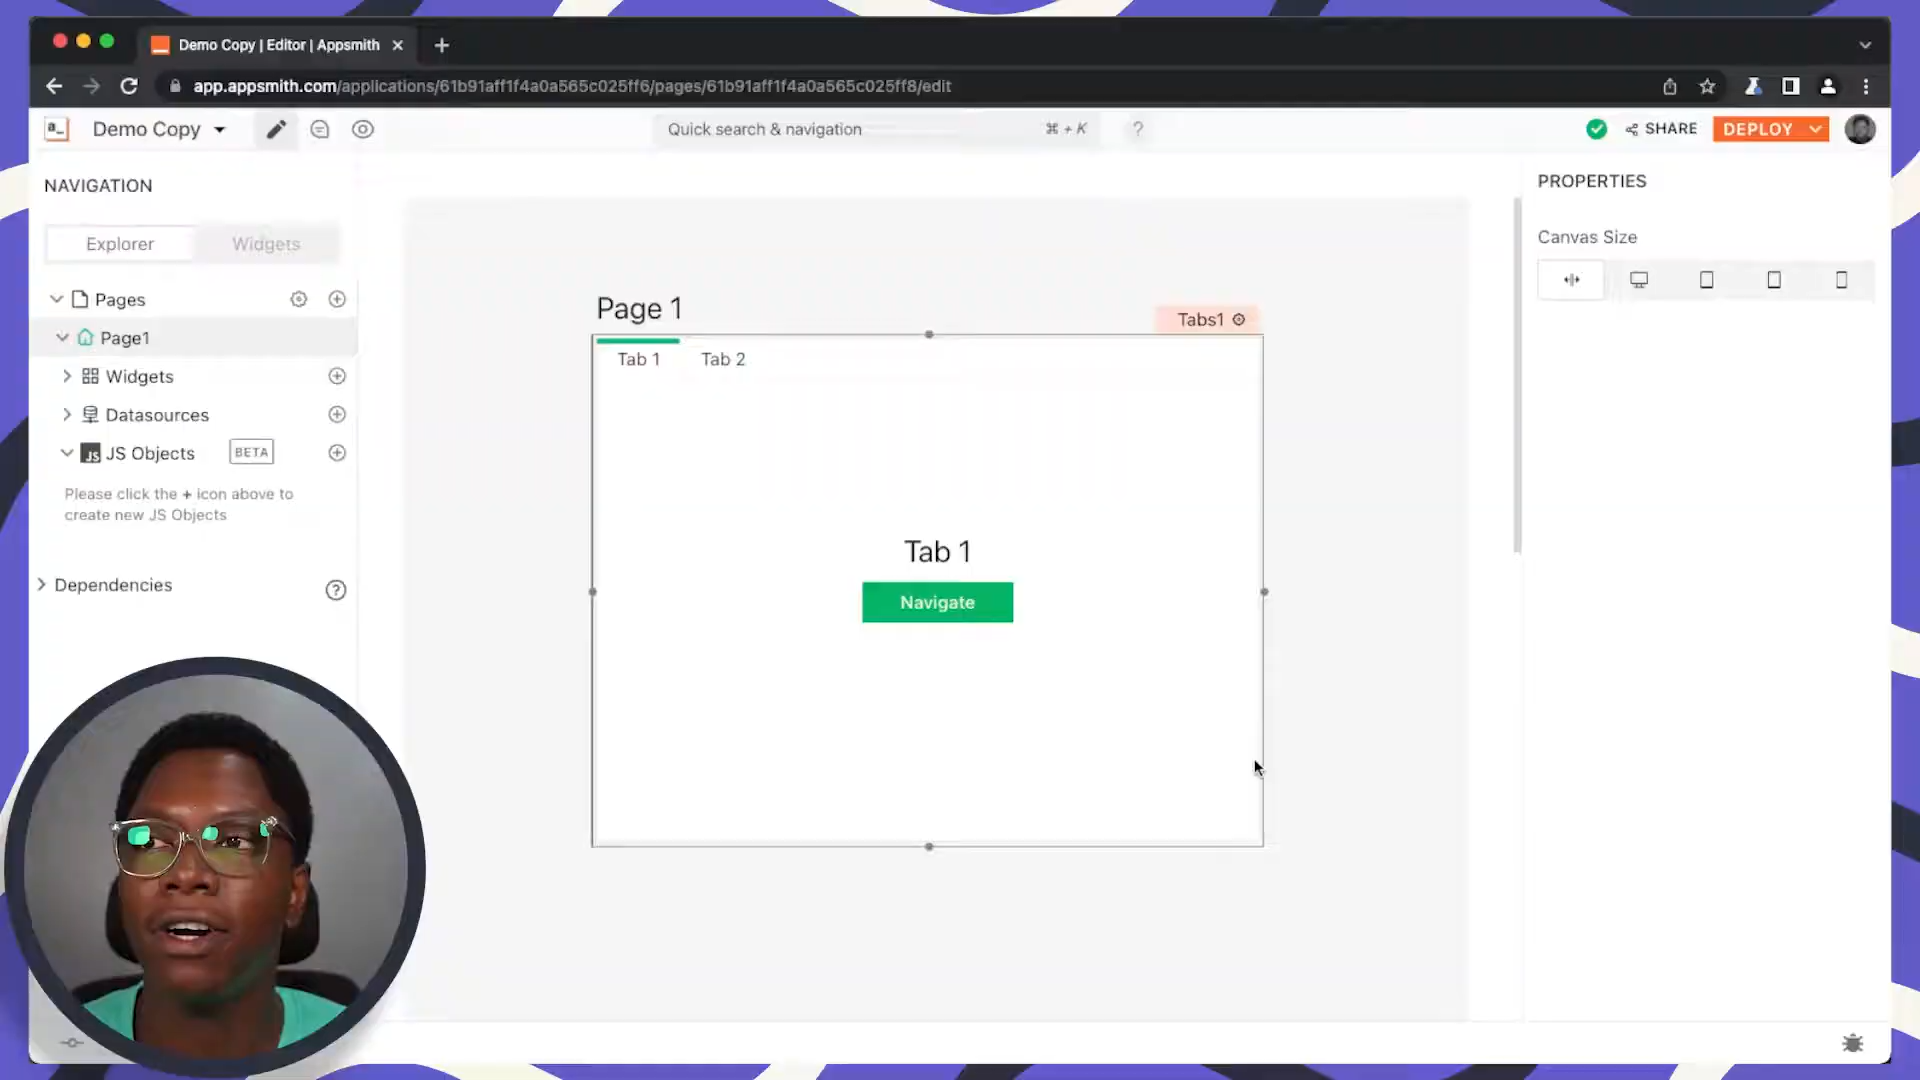 Demo Copy | Editor | Appsmith
app.appsmith.com/applications/61b91aff1f4a0a565c025ff6/pages/61b91aff1f4a0a565c025ff8/edit
a_ Demo Copy Quick search & navigation ⌘ + K ? SHARE DEPLOY
NAVIGATION
Explorer Widgets
Pages
Page1
Widgets
Datasources
JS JS Objects BETA
Please click the + icon above to
create new JS Objects
Dependencies ?
Page 1
Tabs1
Tab 1 Tab 2
Tab 1
Navigate
PROPERTIES
Canvas Size